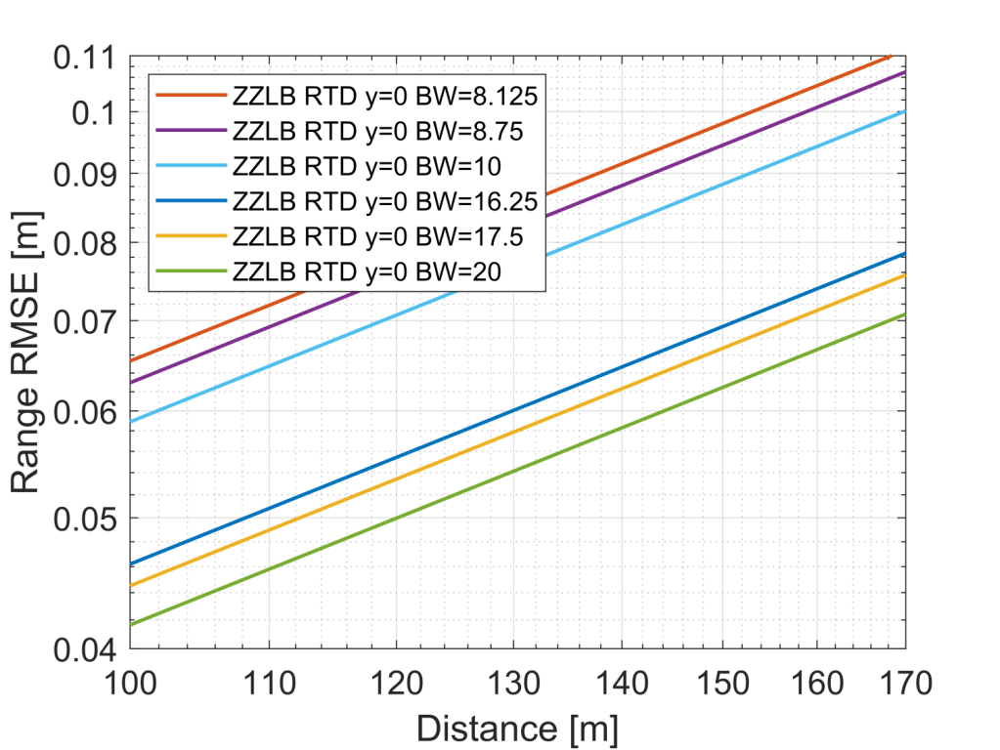 0.11
0.1
0.09
0.08
0.07
0.06
0.05
0.04
Range RMSE [m]
ZZLB RTD y=0 BW=8.125
ZZLB RTD y=0 BW=8.75
ZZLB RTD y=0 BW=10
ZZLB RTD y=0 BW=16.25
ZZLB RTD y=0 BW=17.5
ZZLB RTD y=0 BW=20
100 110 120 130 140 150 160 170
Distance [m]